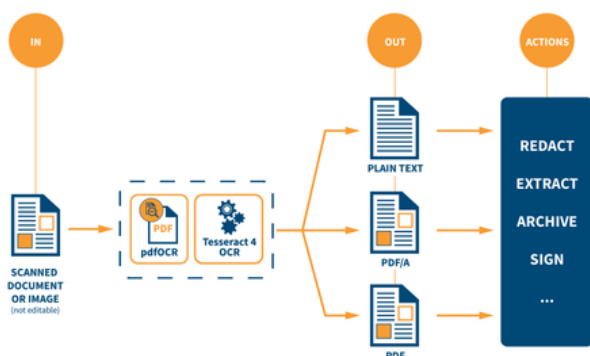 IN
OUT
ACTIONS
SCANNED
DOCUMENT
OR IMAGE
(not editable)
PDF
pdfOCR
Tesseract 4
OCR
PLAIN TEXT
PDF/A
PDF
REDACT
EXTRACT
ARCHIVE
SIGN
...